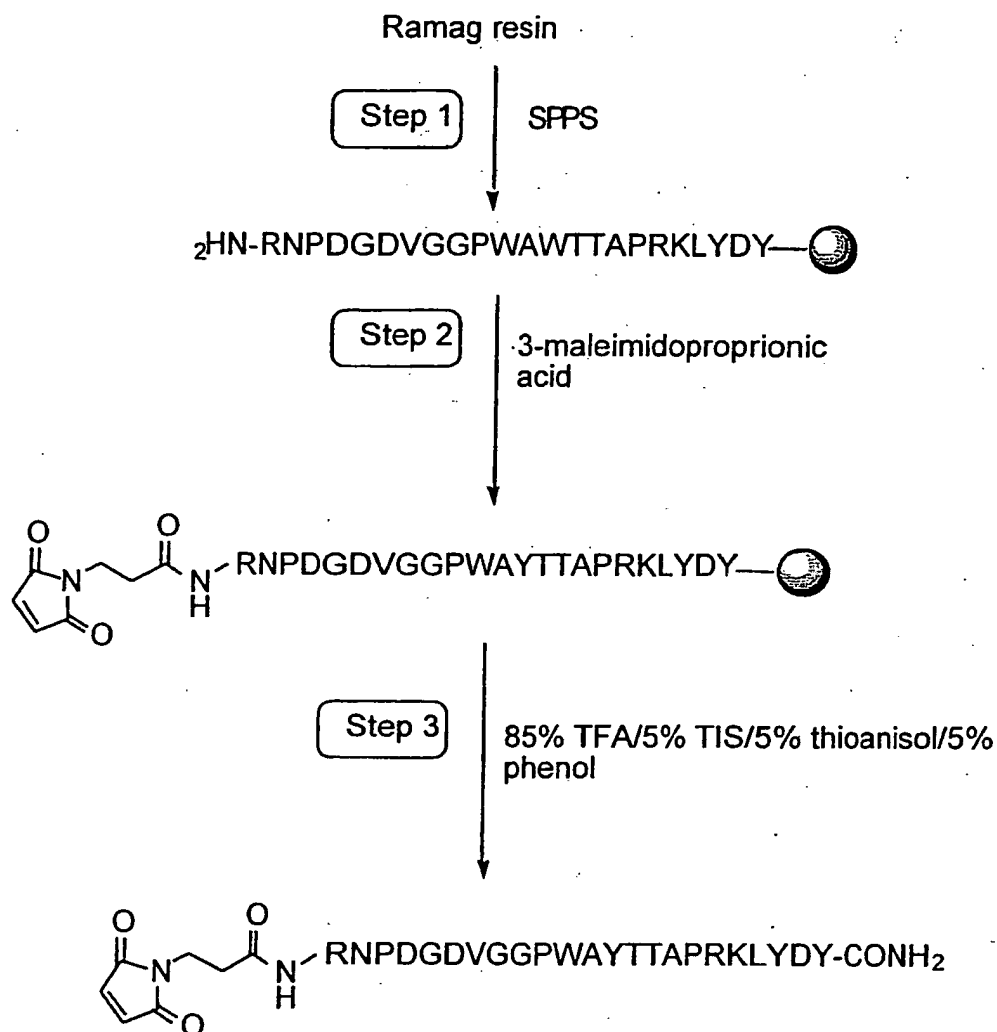 Ramag resin
Step 1
SPPS
₂HN-RNPDGDVGGPWAWTTAPRKLYDY
Step 2
3-maleimidoproprionic
acid
O
O
N
O
N
H
RNPDGDVGGPWAYTTAPRKLYDY
Step 3
85% TFA/5% TIS/5% thioanisol/5%
phenol
O
O
N
O
N
H
RNPDGDVGGPWAYTTAPRKLYDY-CONH₂